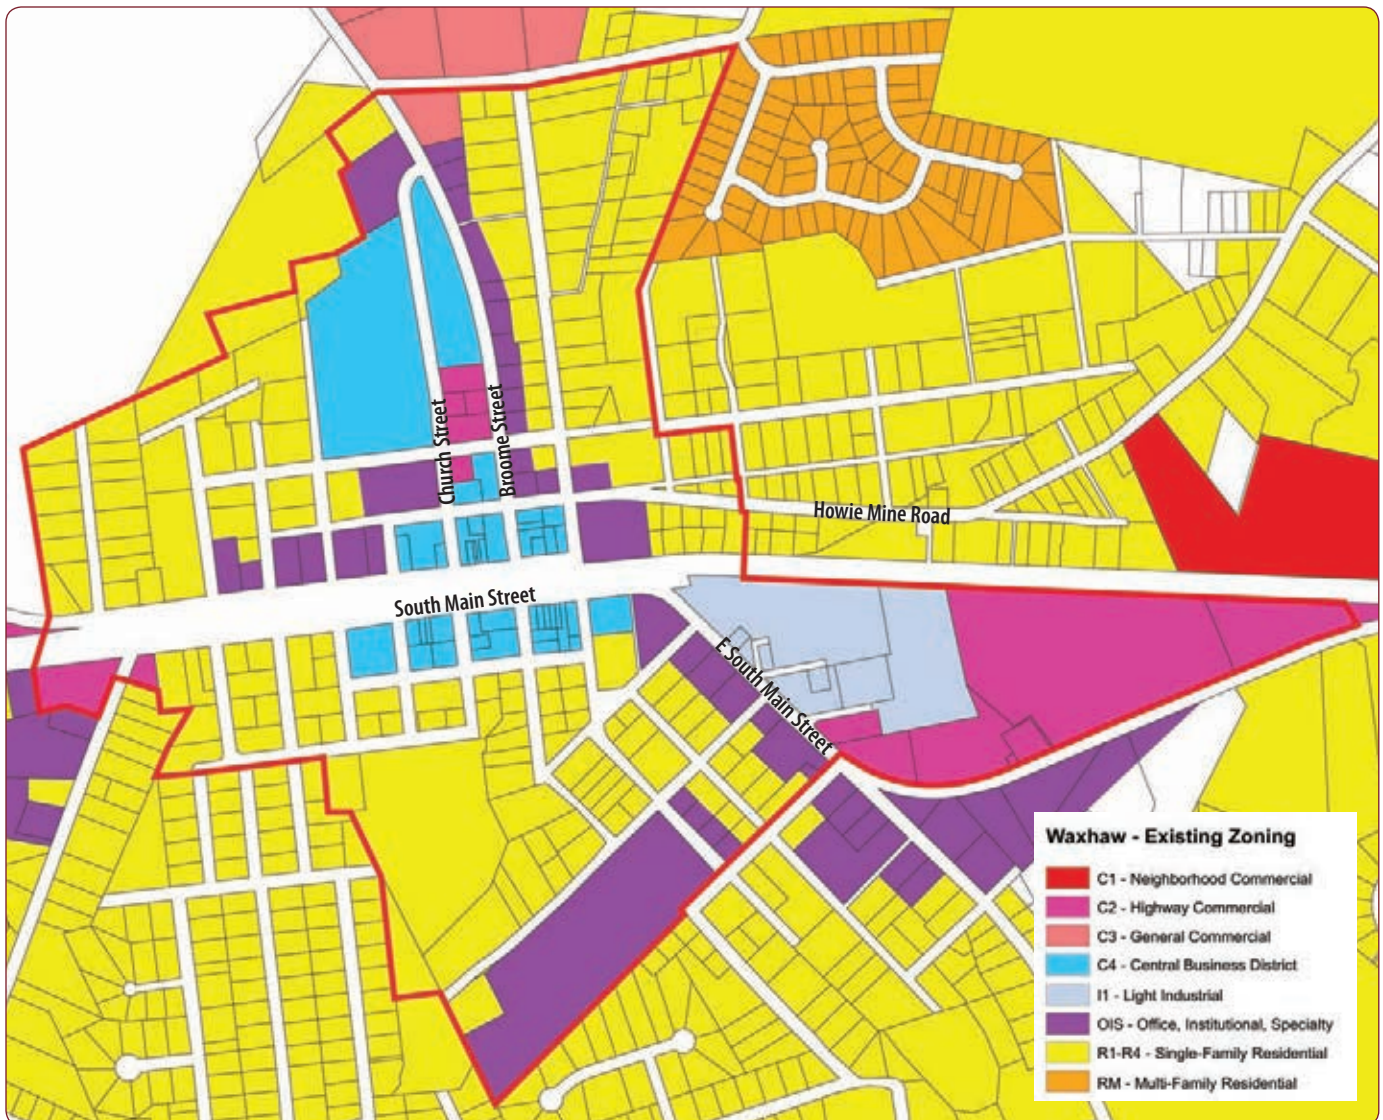 Church Street
Broome Street
Howie Mine Road
South Main Street
E South Main Street
Waxhaw - Existing Zoning
C1 - Neighborhood Commercial
C2 - Highway Commercial
C3 - General Commercial
C4 - Central Business District
I1 - Light Industrial
OIS - Office, Institutional, Specialty
R1-R4 - Single-Family Residential
RM - Multi-Family Residential